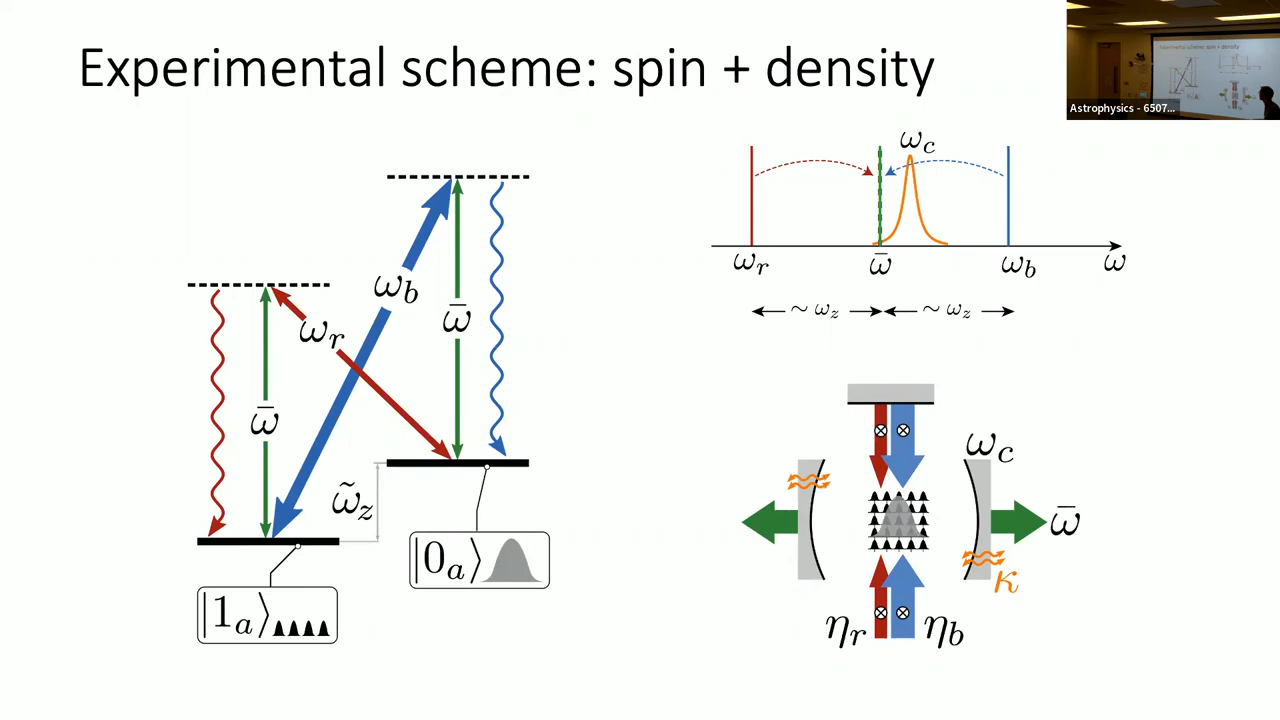 Experimental scheme: spin + density
Astrophysics - 6507...
ω_c
ω_r
ω̄
ω_b
ω
~ ω_z
~ ω_z
ω_b
ω̄
ω_r
ω̄
ω̃_z
|0_a⟩
|1_a⟩
ω_c
ω̄
κ
η_r
η_b